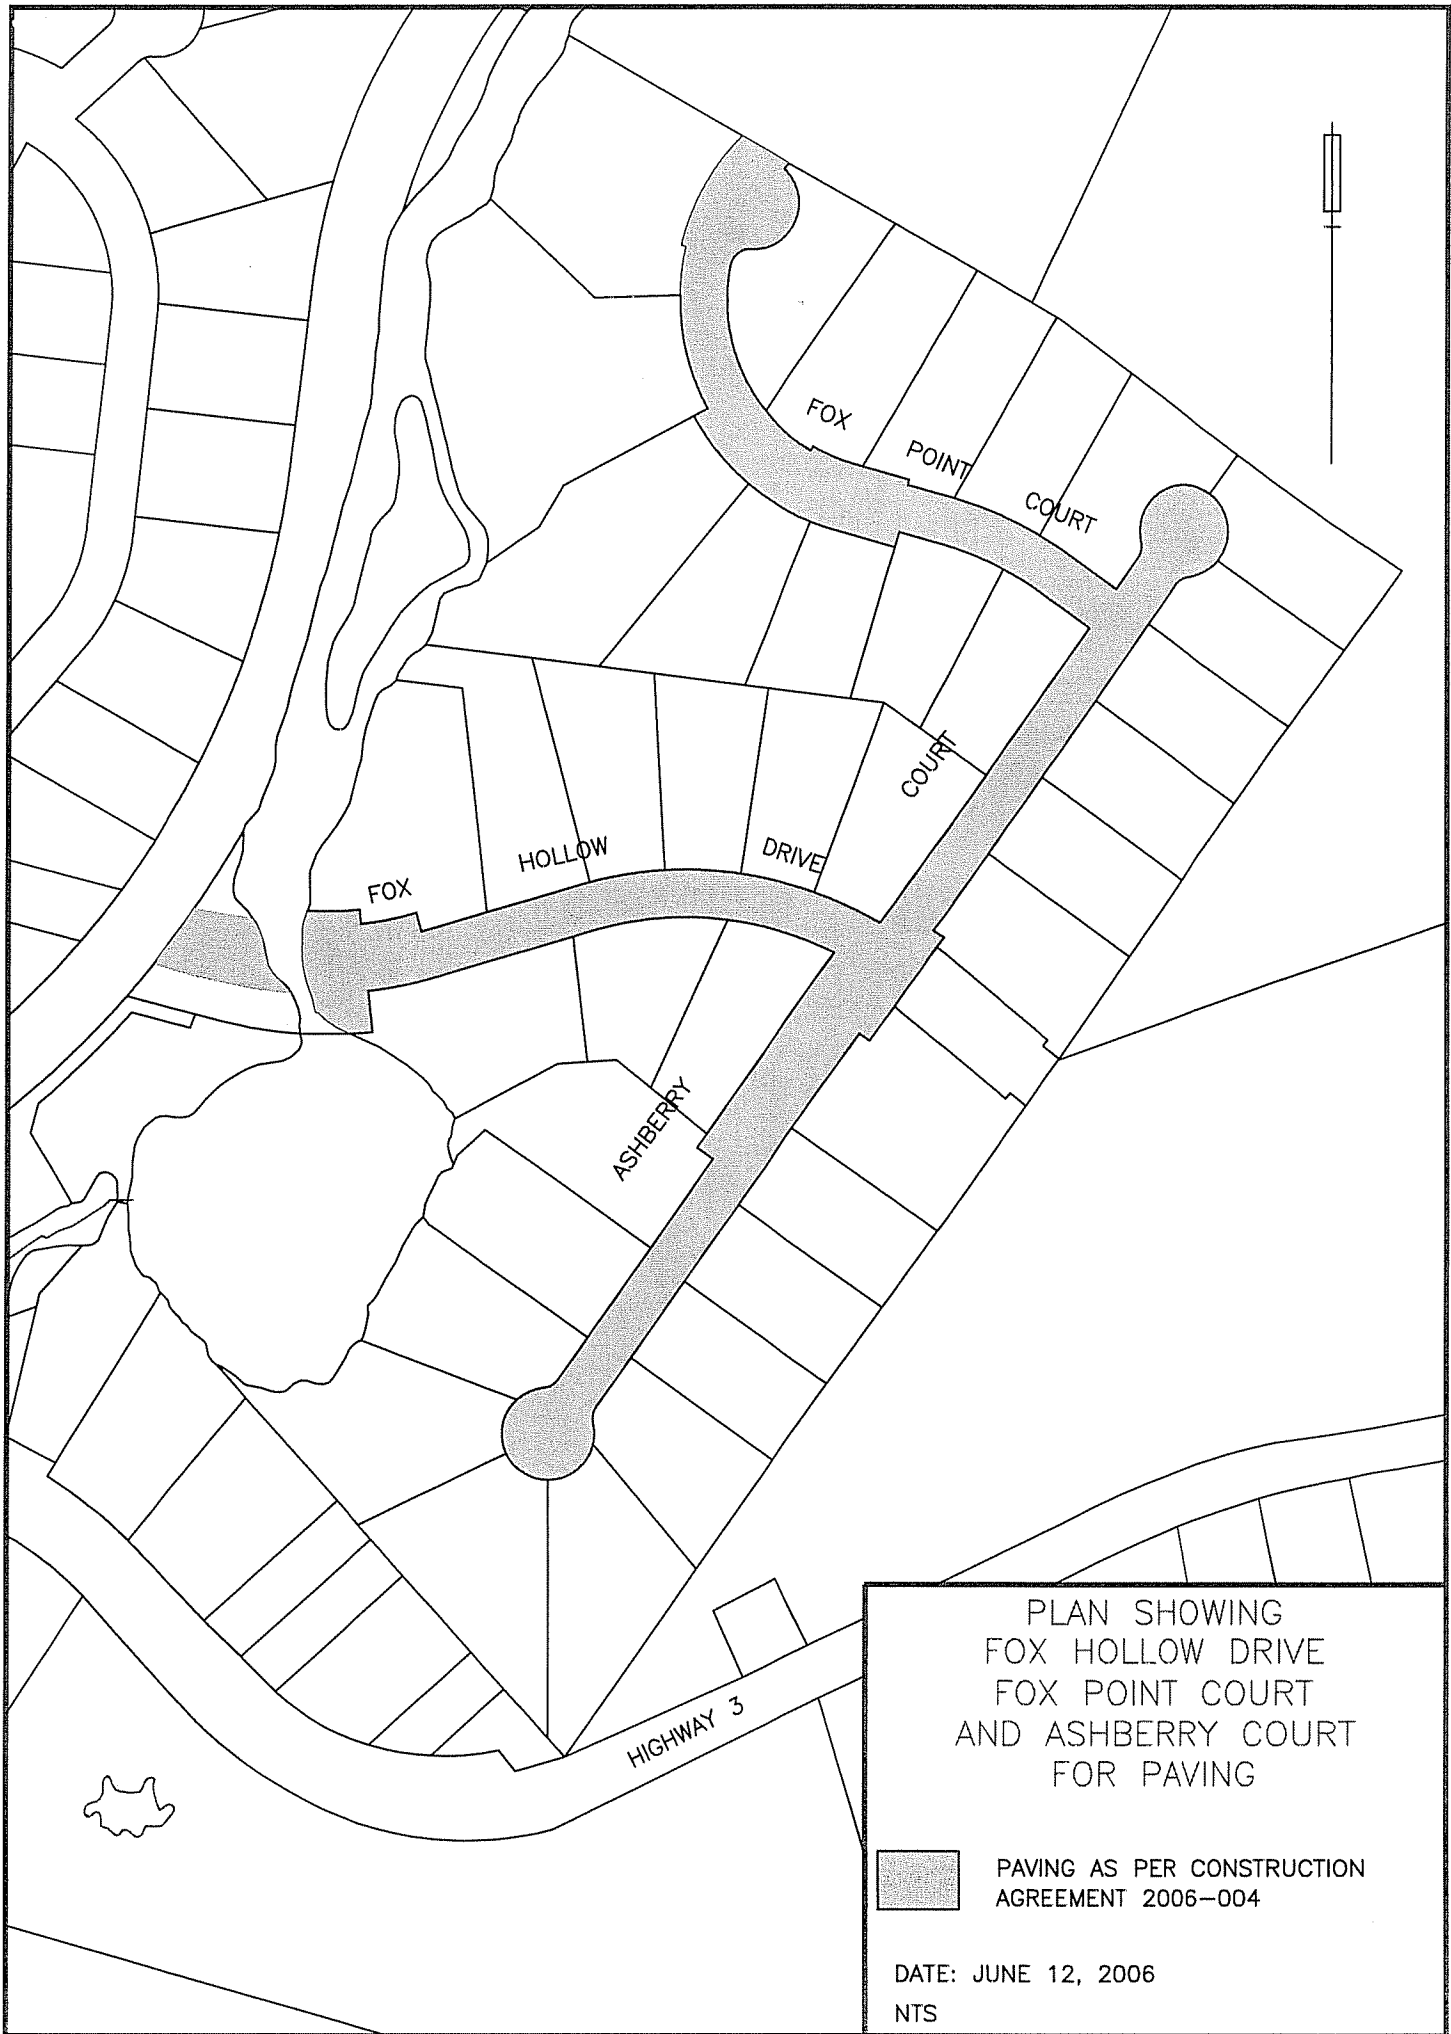 FOX
POINT
COURT
COURT
FOX
HOLLOW
DRIVE
ASHBERRY
HIGHWAY 3
PLAN SHOWING
FOX HOLLOW DRIVE
FOX POINT COURT
AND ASHBERRY COURT
FOR PAVING
PAVING AS PER CONSTRUCTION
AGREEMENT 2006-004
DATE: JUNE 12, 2006
NTS